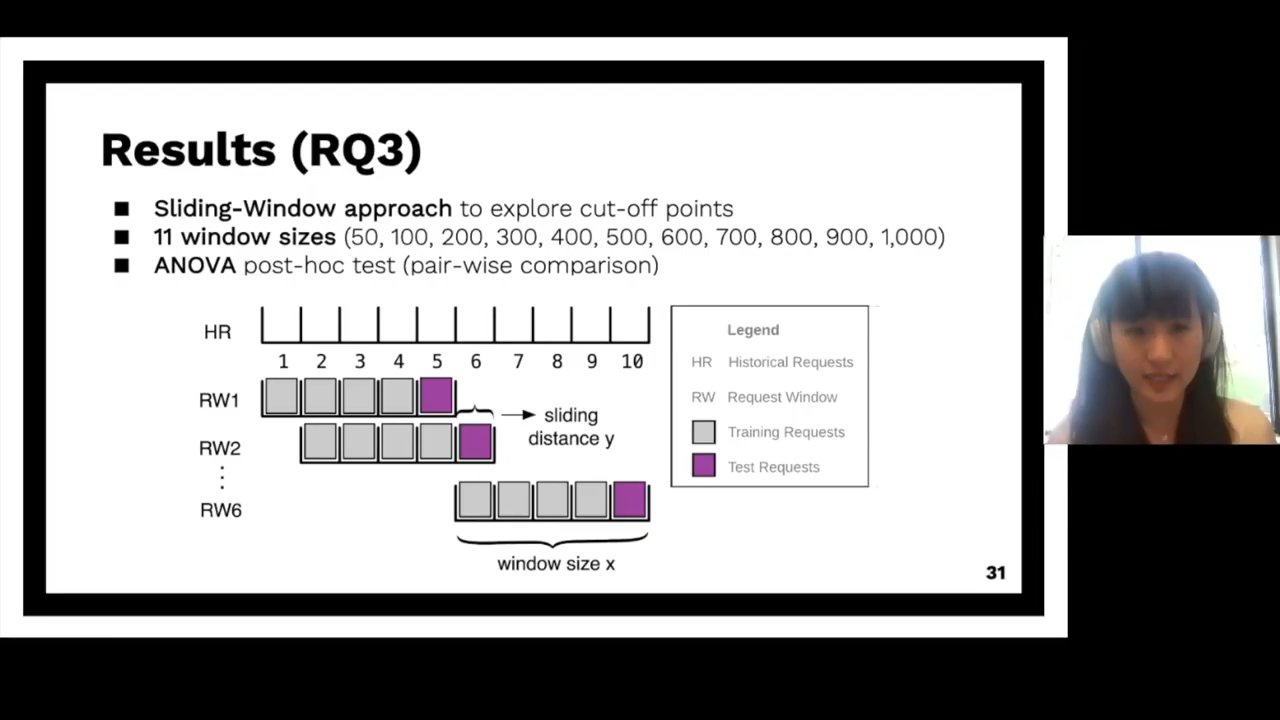 Results (RQ3)
Sliding-Window approach to explore cut-off points
11 window sizes (50, 100, 200, 300, 400, 500, 600, 700, 800, 900, 1,000)
ANOVA post-hoc test (pair-wise comparison)
HR
1 2 3 4 5 6 7 8 9 10
RW1
sliding
distance y
RW2
RW6
window size x
Legend
HR Historical Requests
RW Request Window
Training Requests
Test Requests
31